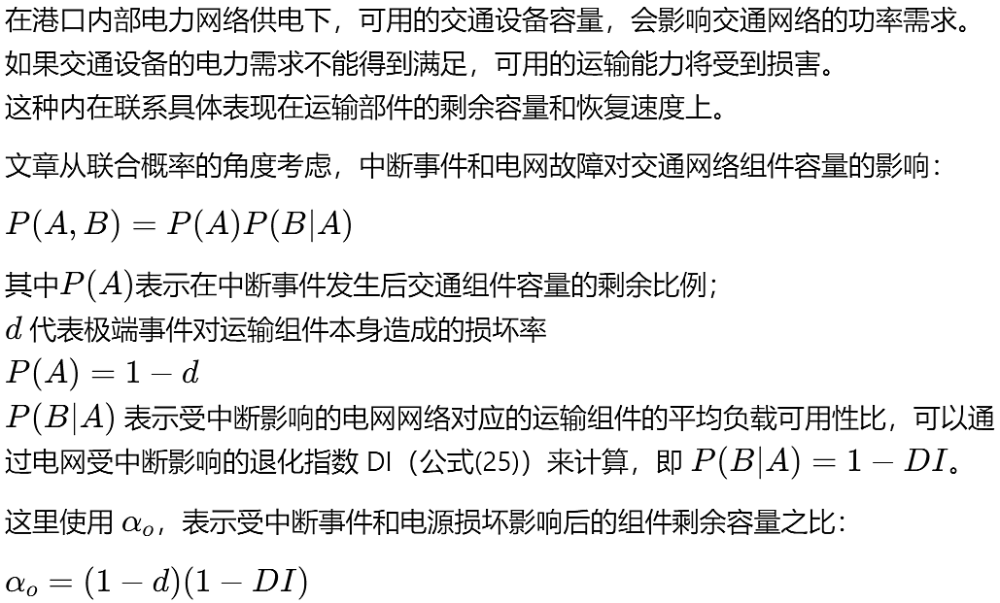 在港口内部电力网络供电下，可用的交通设备容量，会影响交通网络的功率需求。
如果交通设备的电力需求不能得到满足，可用的运输能力将受到损害。
这种内在联系具体表现在运输部件的剩余容量和恢复速度上。
文章从联合概率的角度考虑，中断事件和电网故障对交通网络组件容量的影响：
P(A, B) = P(A)P(B|A)
其中P(A)表示在中断事件发生后交通组件容量的剩余比例；
d 代表极端事件对运输组件本身造成的损坏率
P(A) = 1 − d
P(B|A) 表示受中断影响的电网网络对应的运输组件的平均负载可用性比，可以通
过电网受中断影响的退化指数 DI（公式(25)）来计算，即 P(B|A) = 1 − DI。
这里使用 αₒ，表示受中断事件和电源损坏影响后的组件剩余容量之比：
αₒ = (1 − d)(1 − DI)